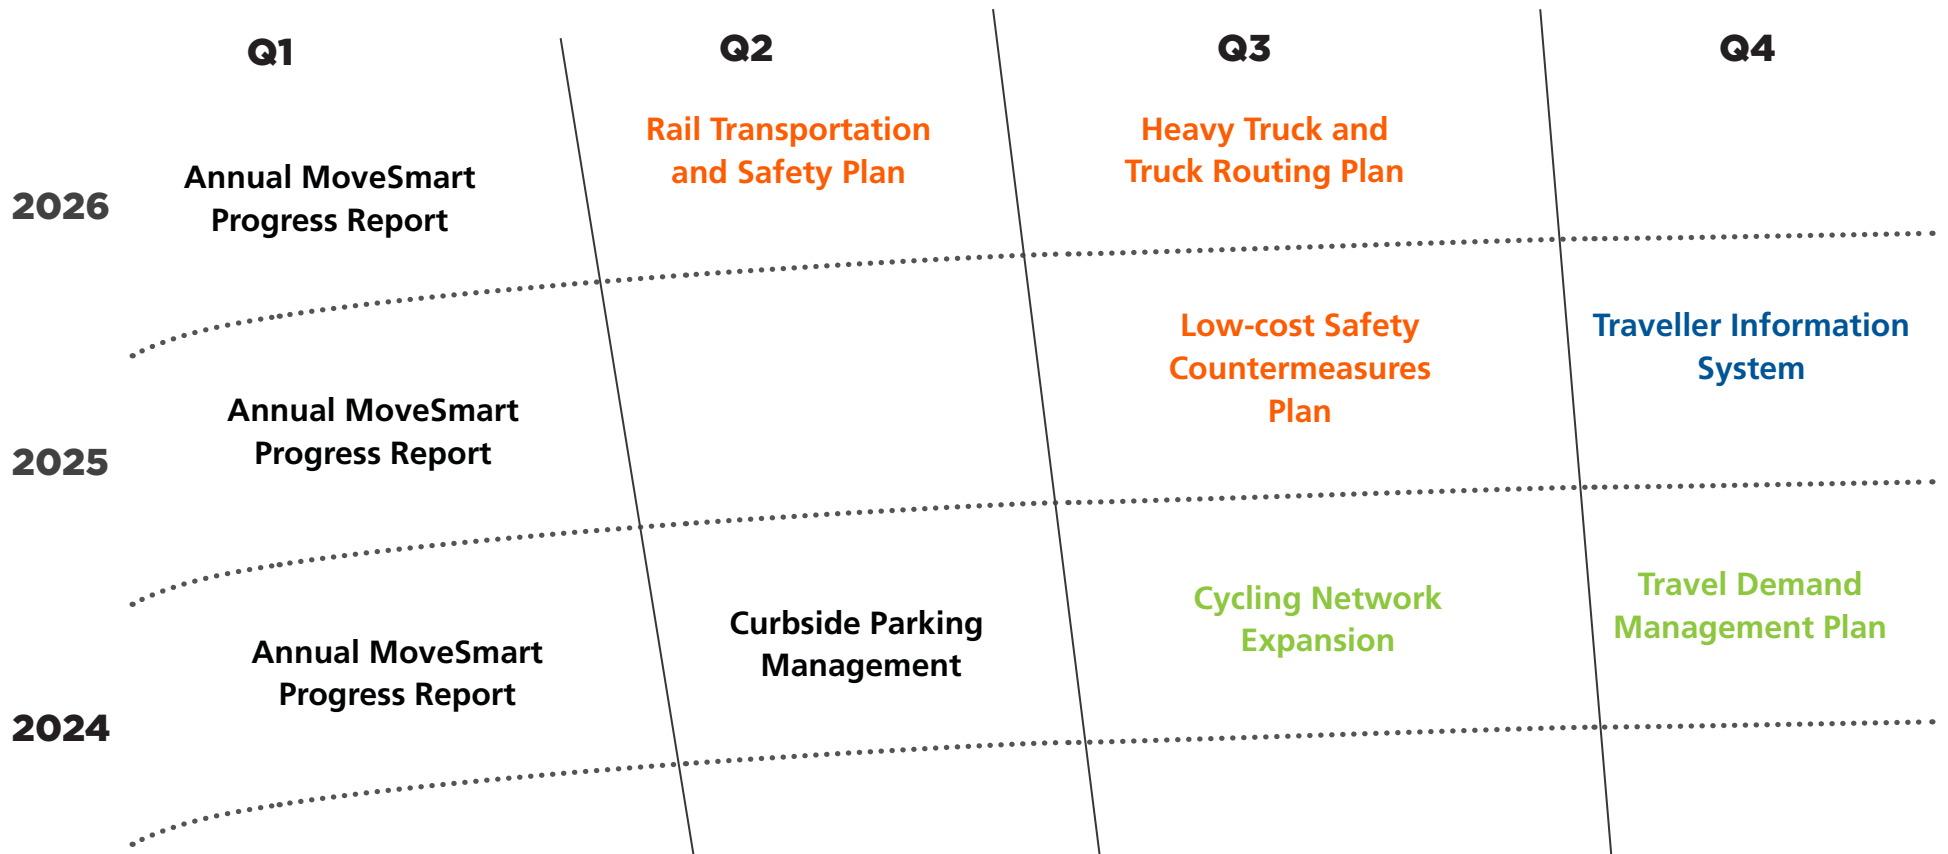 Q1
Q2
Q3
Q4
2026
Annual MoveSmart
Progress Report
Rail Transportation
and Safety Plan
Heavy Truck and
Truck Routing Plan
2025
Annual MoveSmart
Progress Report
Low-cost Safety
Countermeasures
Plan
Traveller Information
System
2024
Annual MoveSmart
Progress Report
Curbside Parking
Management
Cycling Network
Expansion
Travel Demand
Management Plan